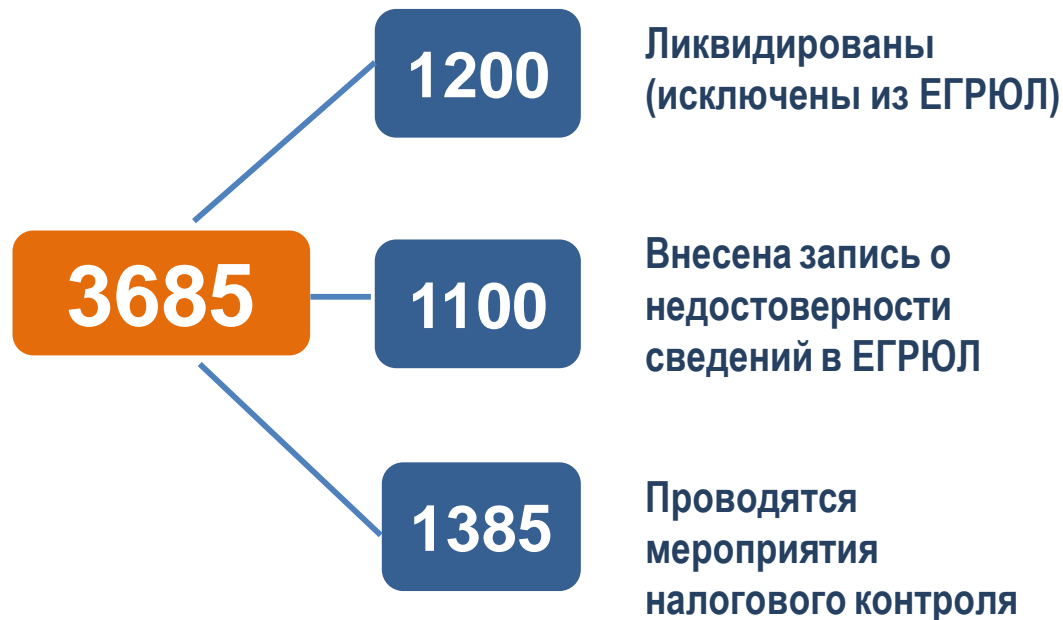 1200
Ликвидированы
(исключены из ЕГРЮЛ)
3685
1100
Внесена запись о
недостоверности
сведений в ЕГРЮЛ
1385
Проводятся
мероприятия
налогового контроля